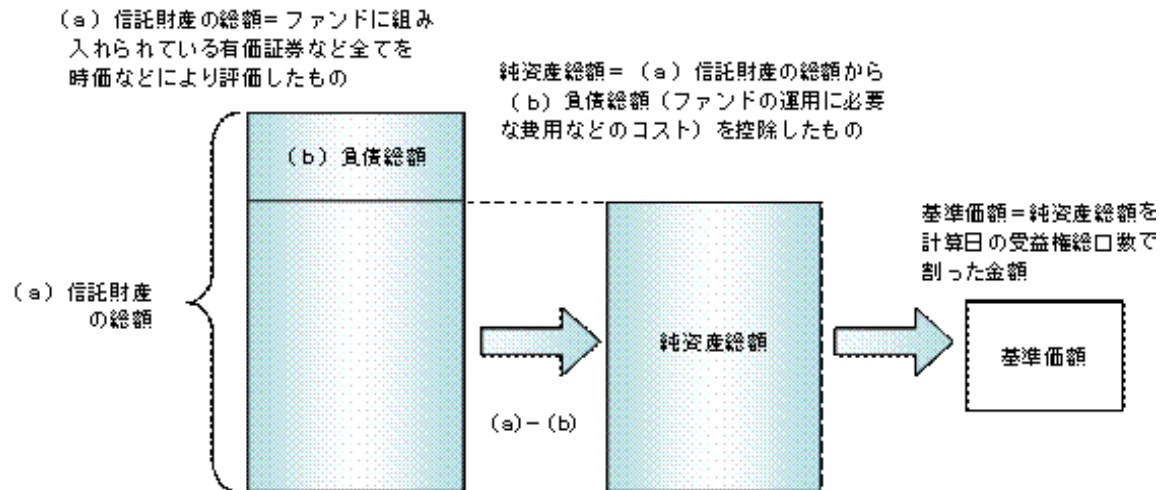 (a) 信託財産の総額=ファンドに組み
入れられている有価証券など全てを
時価などにより評価したもの
純資産総額= (a) 信託財産の総額から
(b) 負債総額(ファンドの運用に必要
な費用などのコスト)を控除したもの
(b) 負債総額
基準価額=純資産総額を
計算日の受益権総口数で
割った金額
(a) 信託財産
の総額
純資産総額
基準価額
(a)-(b)